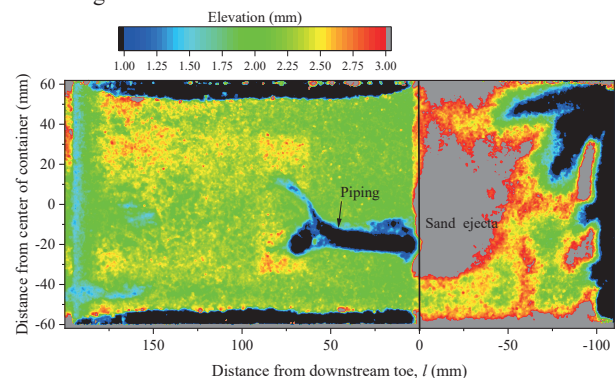 Elevation (mm)
1.00 1.25 1.50 1.75 2.00 2.25 2.50 2.75 3.00
Distance from center of container (mm)
60
40
20
0
-20
-40
-60
Piping
Sand ejecta
150 100 50 0 -50 -100
Distance from downstream toe, l (mm)